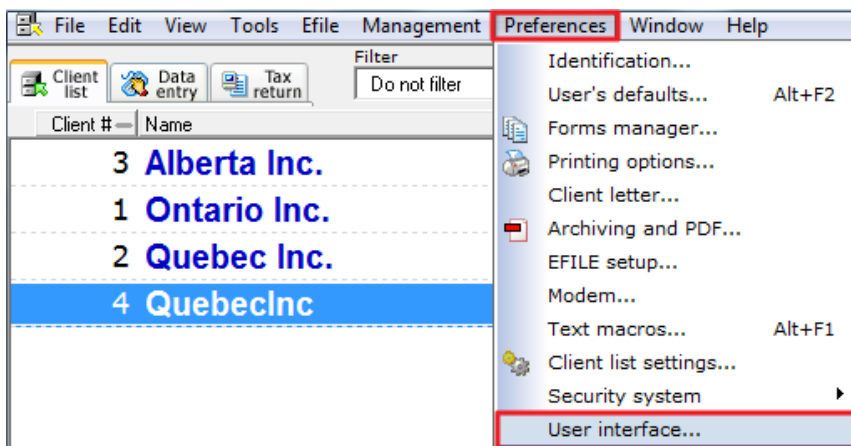 File Edit View Tools Efile Management Preferences Window Help
Client list
Data entry
Tax return
Filter
Do not filter
Client # Name
3 Alberta Inc.
1 Ontario Inc.
2 Quebec Inc.
4 QuebecInc
Identification...
User's defaults... Alt+F2
Forms manager...
Printing options...
Client letter...
Archiving and PDF...
EFILE setup...
Modem...
Text macros... Alt+F1
Client list settings...
Security system
User interface...